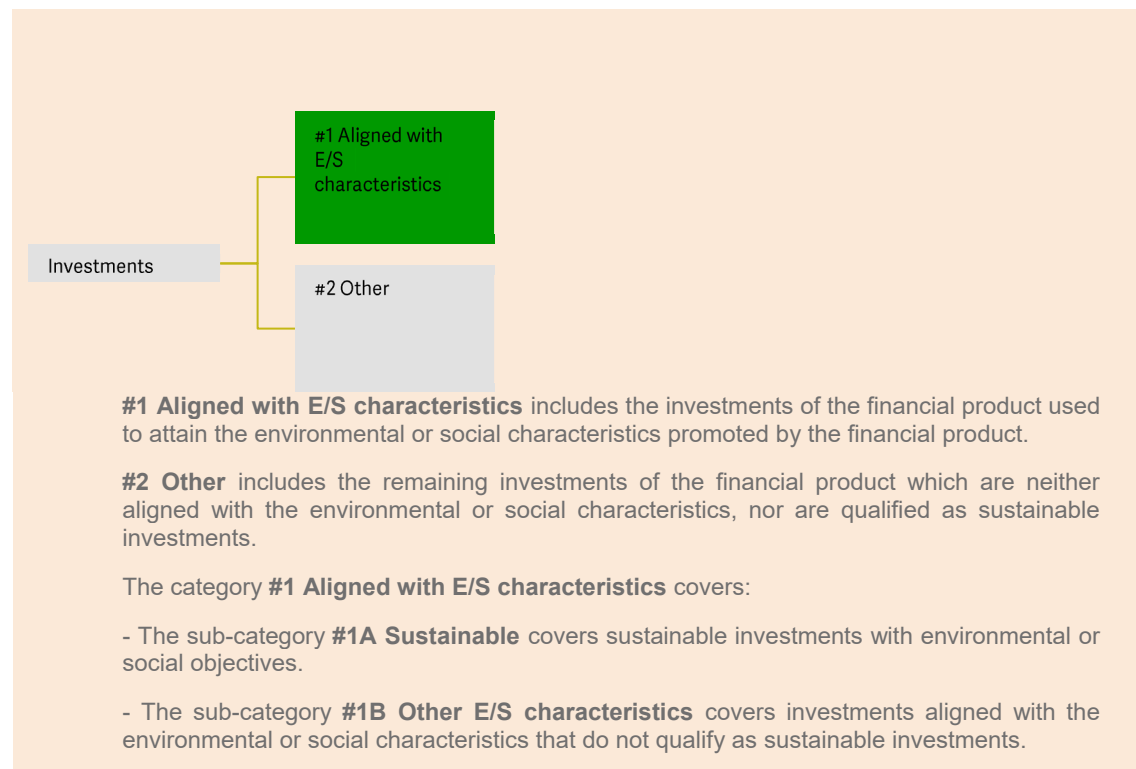 #1 Aligned with
E/S
characteristics
Investments
#2 Other
#1 Aligned with E/S characteristics includes the investments of the financial product used
to attain the environmental or social characteristics promoted by the financial product.
#2 Other includes the remaining investments of the financial product which are neither
aligned with the environmental or social characteristics, nor are qualified as sustainable
investments.
The category #1 Aligned with E/S characteristics covers:
- The sub-category #1A Sustainable covers sustainable investments with environmental or
social objectives.
- The sub-category #1B Other E/S characteristics covers investments aligned with the
environmental or social characteristics that do not qualify as sustainable investments.